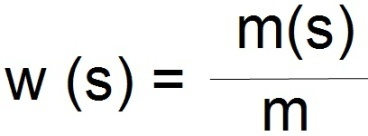 w (s) = m(s)
m